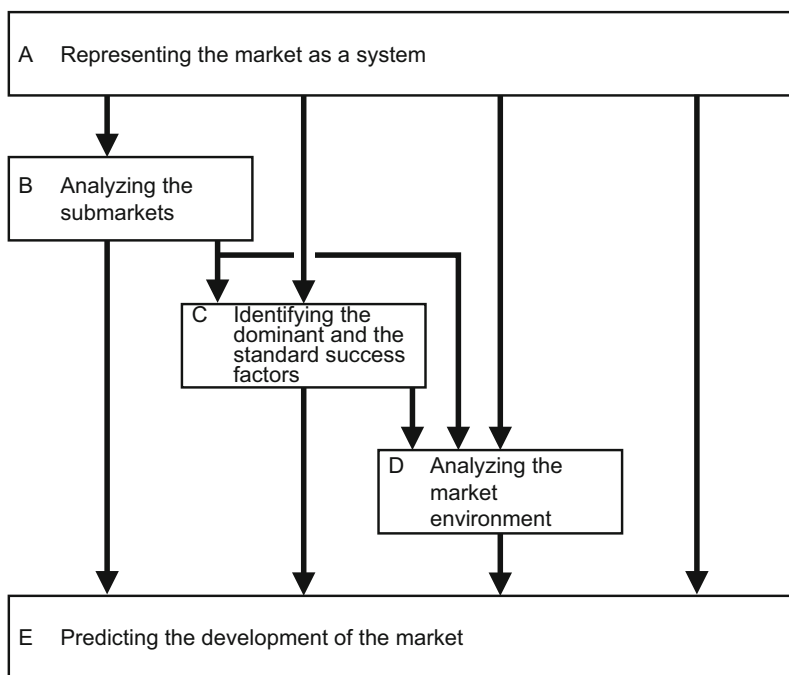 A Representing the market as a system
B Analyzing the
submarkets
C Identifying the
dominant and the
standard success
factors
D Analyzing the
market
environment
E Predicting the development of the market